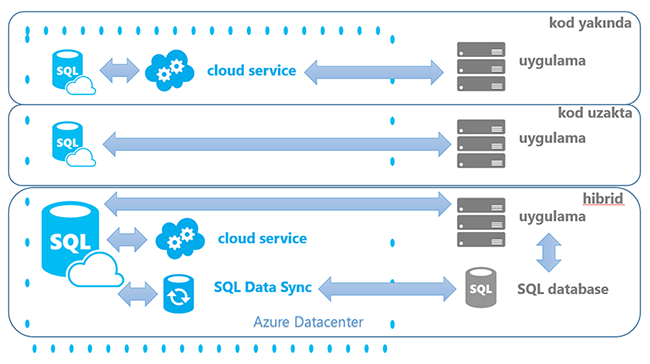 kod yakında
SQL cloud service uygulama
kod uzakta
SQL uygulama
hibrid
SQL uygulama
cloud service
SQL Data Sync SQL SQL database
Azure Datacenter